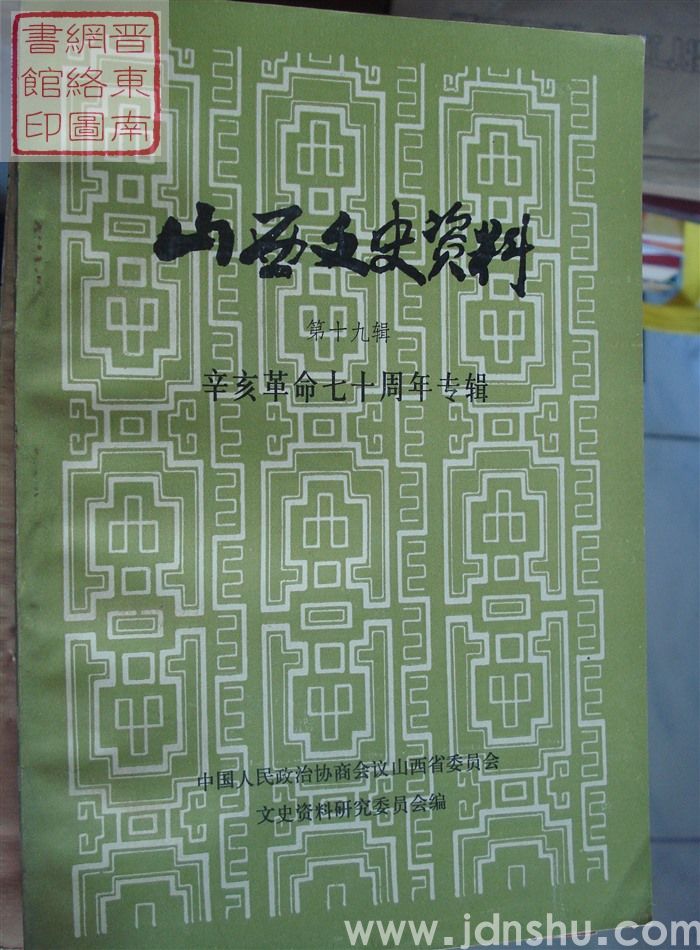 晋東南
網絡圖
書館印
山西文史资料
第十九辑
辛亥革命七十周年专辑
中国人民政治协商会议山西省委员会
文史资料研究委员会编
www.jdnshu.com